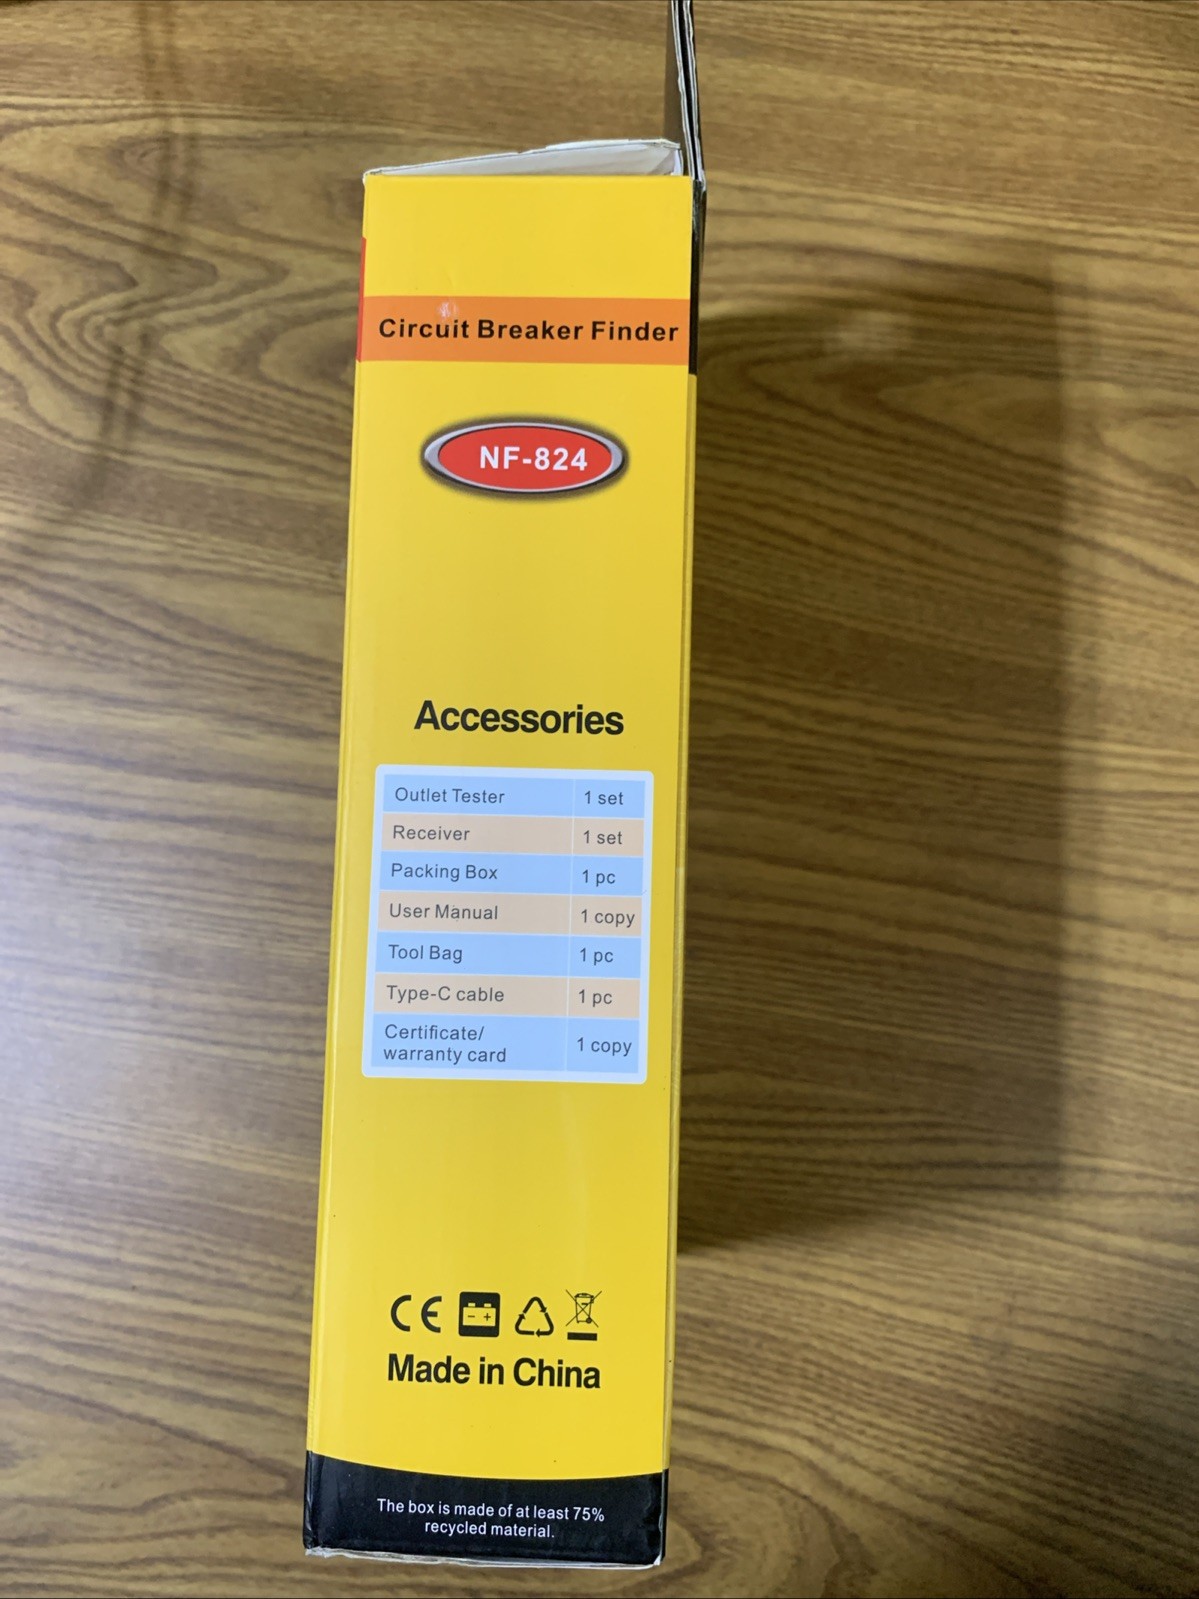 Circuit Breaker Finder
NF-824
Accessories
Outlet Tester 1 set
Receiver 1 set
Packing Box 1 pc
User Manual 1 copy
Tool Bag 1 pc
Type-C cable 1 pc
Certificate/
warranty card 1 copy
CE
Made in China
The box is made of at least 75%
recycled material.